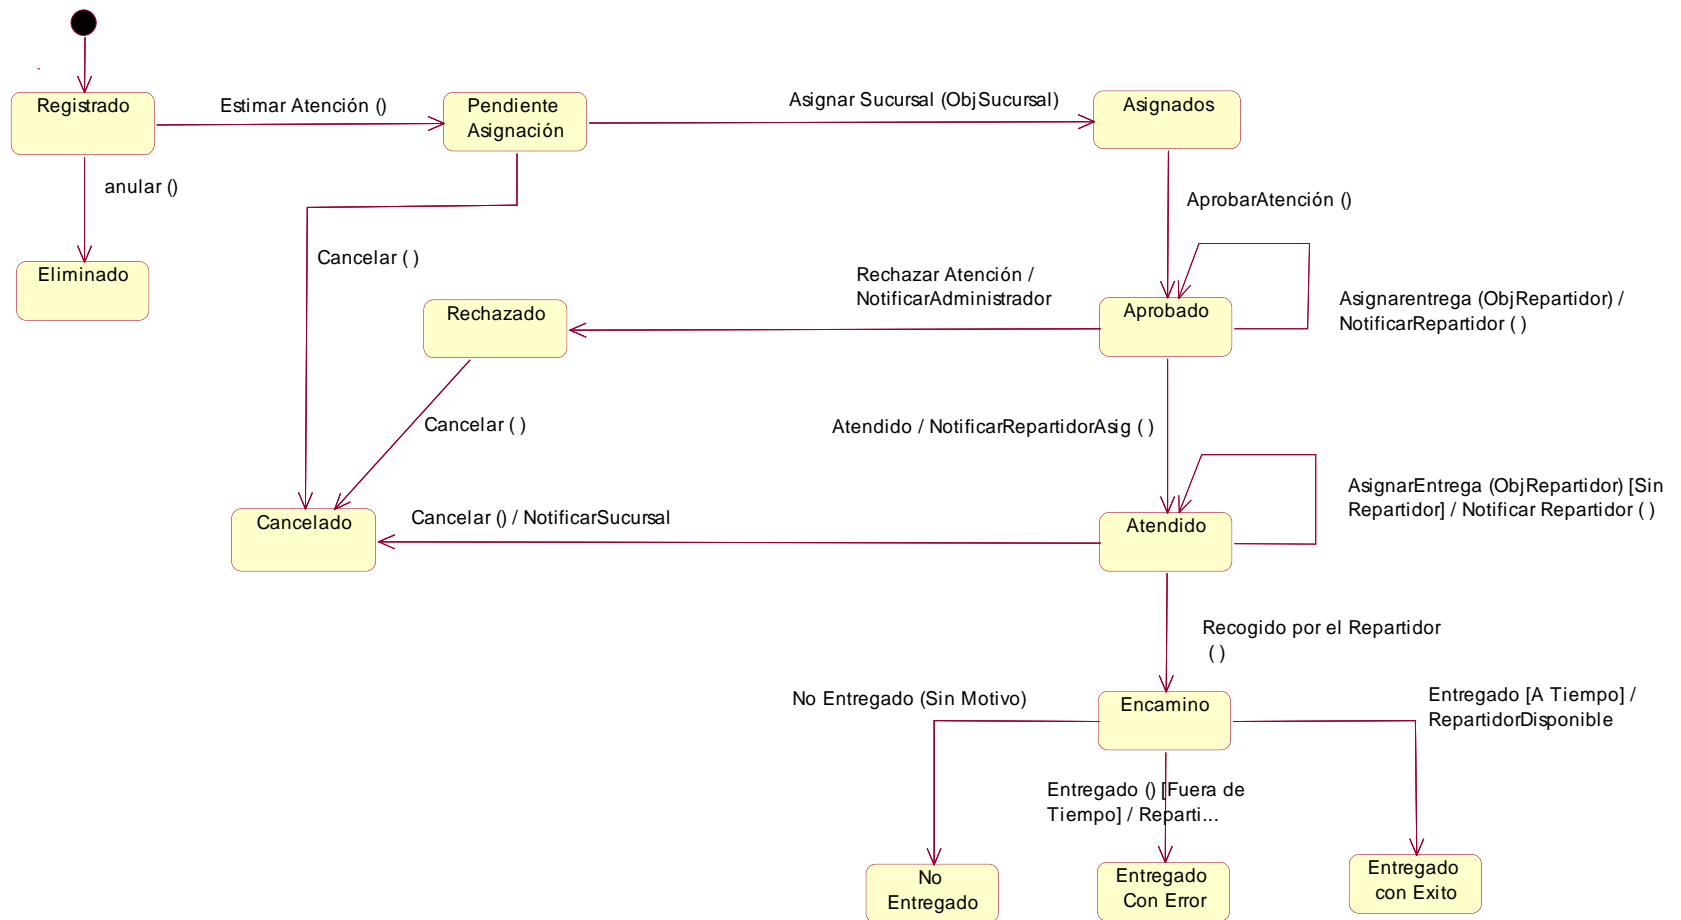 Registrado
Estimar Atención ()
Pendiente
Asignación
Asignar Sucursal (ObjSucursal)
Asignados
anular ()
AprobarAtención ()
Eliminado
Cancelar ( )
Rechazar Atención /
NotificarAdministrador
Rechazado
Aprobado
Asignarentrega (ObjRepartidor) /
NotificarRepartidor ( )
Cancelar ( )
Atendido / NotificarRepartidorAsig ( )
Cancelado
Cancelar () / NotificarSucursal
Atendido
AsignarEntrega (ObjRepartidor) [Sin
Repartidor] / Notificar Repartidor ( )
Recogido por el Repartidor
( )
No Entregado (Sin Motivo)
Encamino
Entregado [A Tiempo] /
RepartidorDisponible
Entregado () [Fuera de
Tiempo] / Reparti...
No
Entregado
Entregado
Con Error
Entregado
con Exito